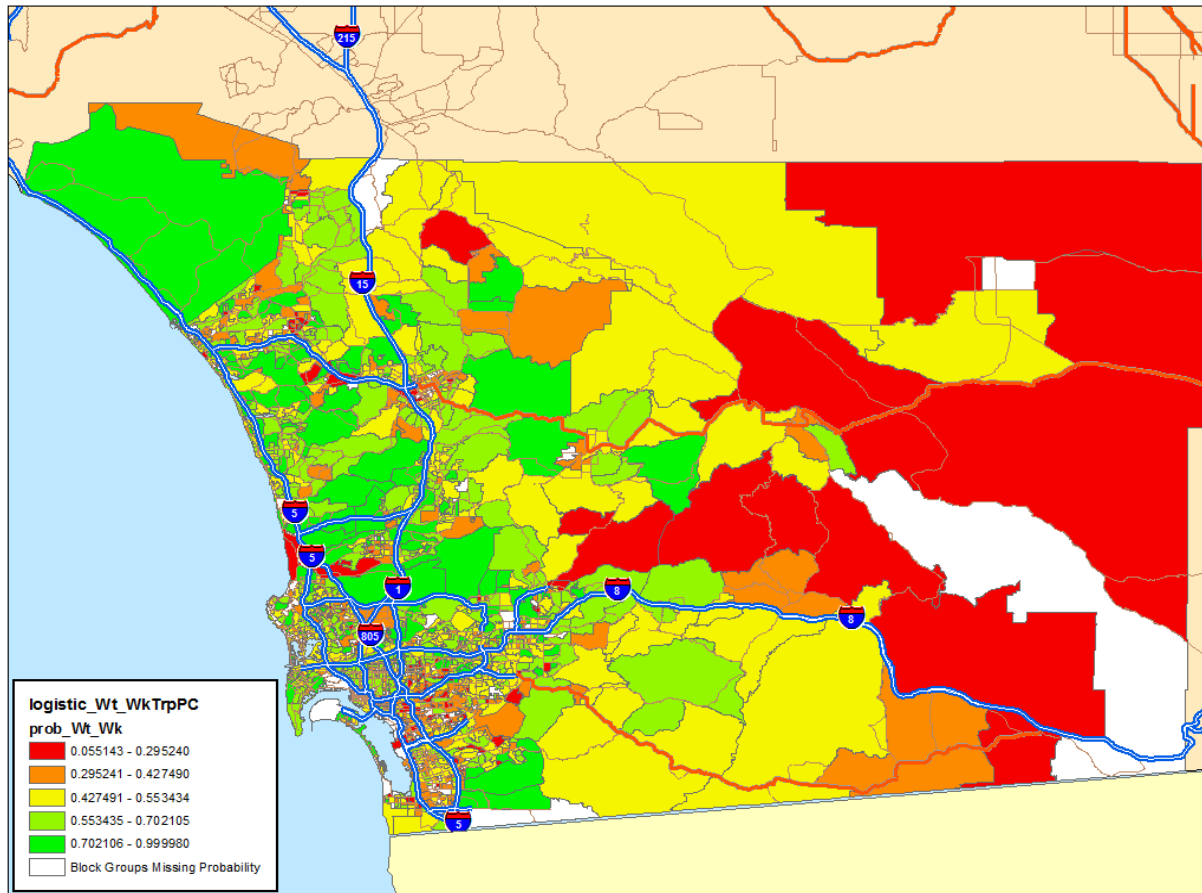 215
15
5
5
1
805
8
8
5
logistic_Wt_WkTrpPC
prob_Wt_Wk
0.055143 - 0.295240
0.295241 - 0.427490
0.427491 - 0.553434
0.553435 - 0.702105
0.702106 - 0.999980
Block Groups Missing Probability